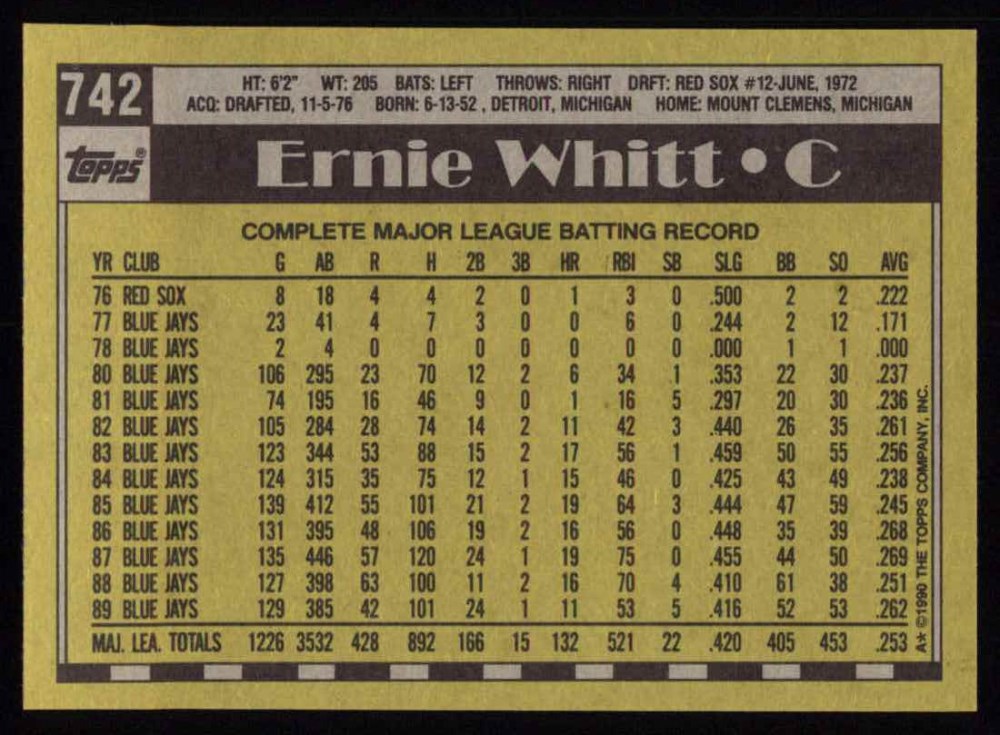 742
HT: 6'2" WT: 205 BATS: LEFT THROWS: RIGHT DRFT: RED SOX #12-JUNE, 1972
ACQ: DRAFTED, 11-5-76 BORN: 6-13-52 , DETROIT, MICHIGAN HOME: MOUNT CLEMENS, MICHIGAN
topps®
Ernie Whitt • C
COMPLETE MAJOR LEAGUE BATTING RECORD
YR CLUB G AB R H 2B 3B HR RBI SB SLG BB SO AVG
76 RED SOX 8 18 4 4 2 0 1 3 0 .500 2 2 .222
77 BLUE JAYS 23 41 4 7 3 0 0 6 0 .244 2 12 .171
78 BLUE JAYS 2 4 0 0 0 0 0 0 0 .000 1 1 .000
80 BLUE JAYS 106 295 23 70 12 2 6 34 1 .353 22 30 .237
81 BLUE JAYS 74 195 16 46 9 0 1 16 5 .297 20 30 .236
82 BLUE JAYS 105 284 28 74 14 2 11 42 3 .440 26 35 .261
83 BLUE JAYS 123 344 53 88 15 2 17 56 1 .459 50 55 .256
84 BLUE JAYS 124 315 35 75 12 1 15 46 0 .425 43 49 .238
85 BLUE JAYS 139 412 55 101 21 2 19 64 3 .444 47 59 .245
86 BLUE JAYS 131 395 48 106 19 2 16 56 0 .448 35 39 .268
87 BLUE JAYS 135 446 57 120 24 1 19 75 0 .455 44 50 .269
88 BLUE JAYS 127 398 63 100 11 2 16 70 4 .410 61 38 .251
89 BLUE JAYS 129 385 42 101 24 1 11 53 5 .416 52 53 .262
MAJ. LEA. TOTALS 1226 3532 428 892 166 15 132 521 22 .420 405 453 .253
A★ ©1990 THE TOPPS COMPANY, INC.